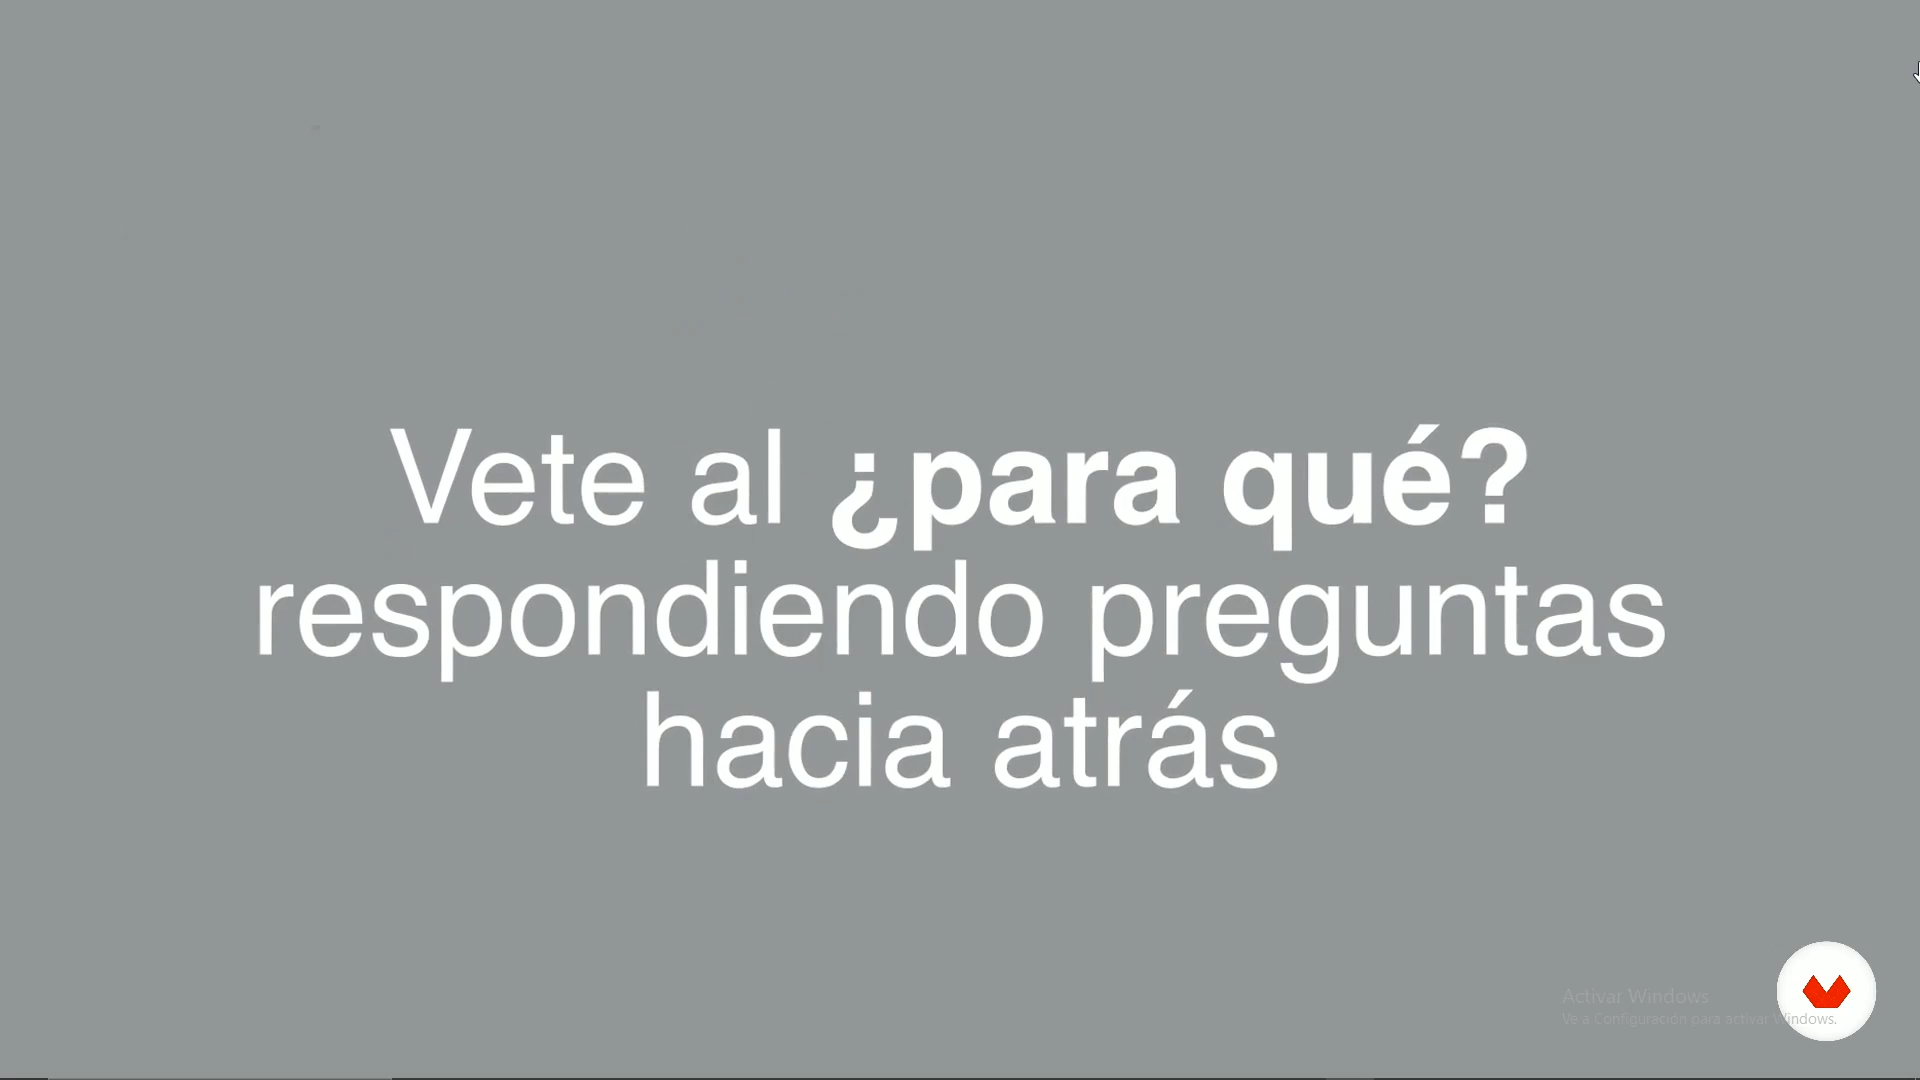 Vete al ¿para qué?
respondiendo preguntas
hacia atrás
Activar Windows
Ve a Configuración para activar Windows.